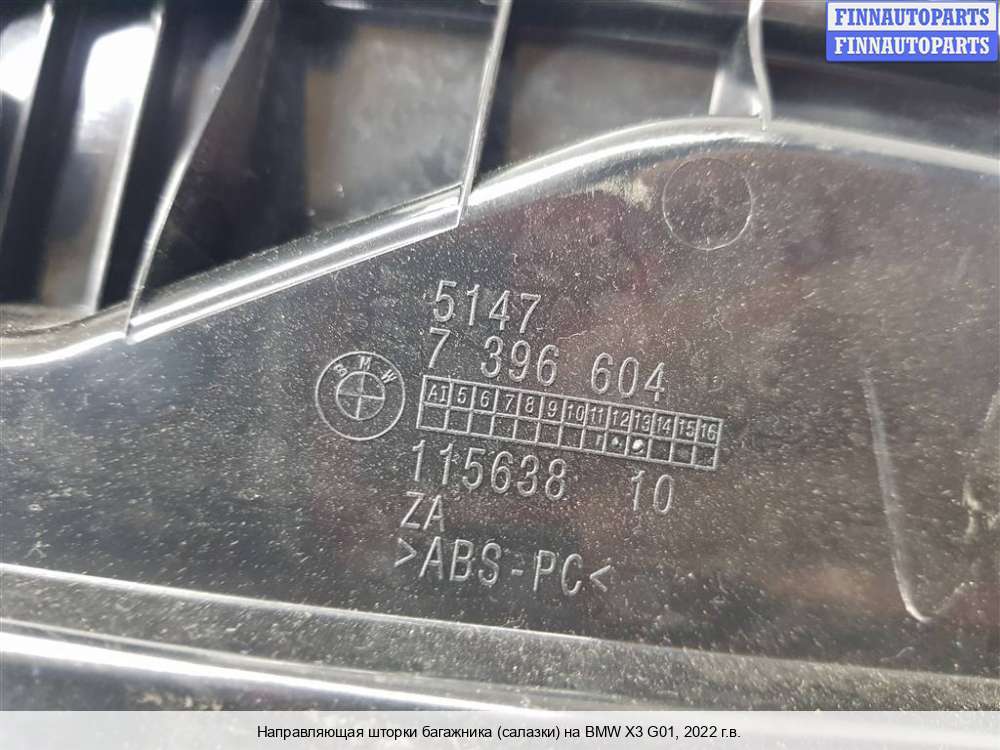 FINNAUTOPARTS
FINNAUTOPARTS
5147
7 396 604
BMW
A1 5 6 7 8 9 10 11 12 13 14 15 16
115638 10
ZA
>ABS-PC<
Направляющая шторки багажника (салазки) на BMW X3 G01, 2022 г.в.